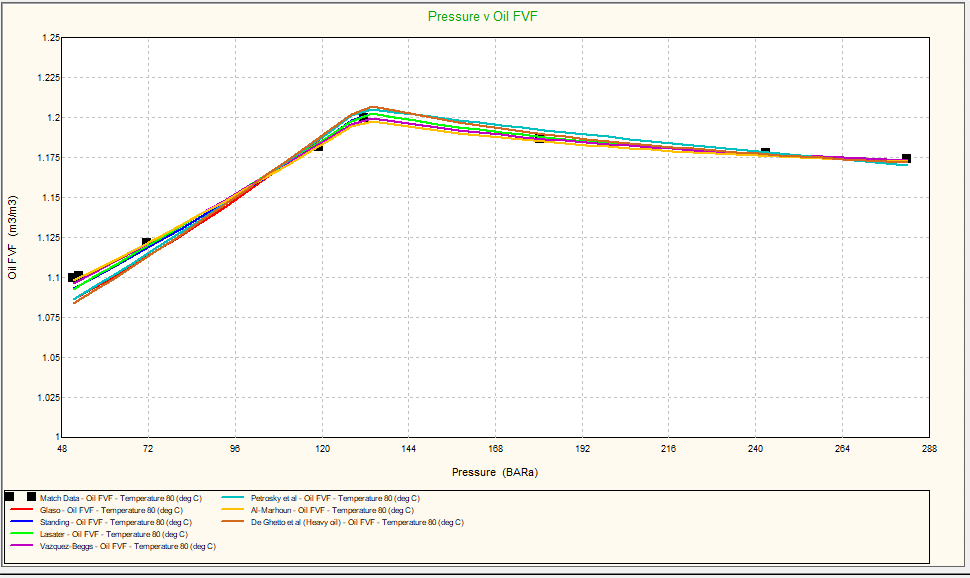 Pressure v Oil FVF
1.25
1.225
1.2
1.175
1.15
1.125
1.1
1.075
1.05
1.025
1
Oil FVF (m3/m3)
48 72 96 120 144 168 192 216 240 264 288
Pressure (BARa)
Match Data - Oil FVF - Temperature 80 (deg C)
Glaso - Oil FVF - Temperature 80 (deg C)
Standing - Oil FVF - Temperature 80 (deg C)
Lasater - Oil FVF - Temperature 80 (deg C)
Vazquez-Beggs - Oil FVF - Temperature 80 (deg C)
Petrosky et al - Oil FVF - Temperature 80 (deg C)
Al-Marhoun - Oil FVF - Temperature 80 (deg C)
De Ghetto et al (Heavy oil) - Oil FVF - Temperature 80 (deg C)